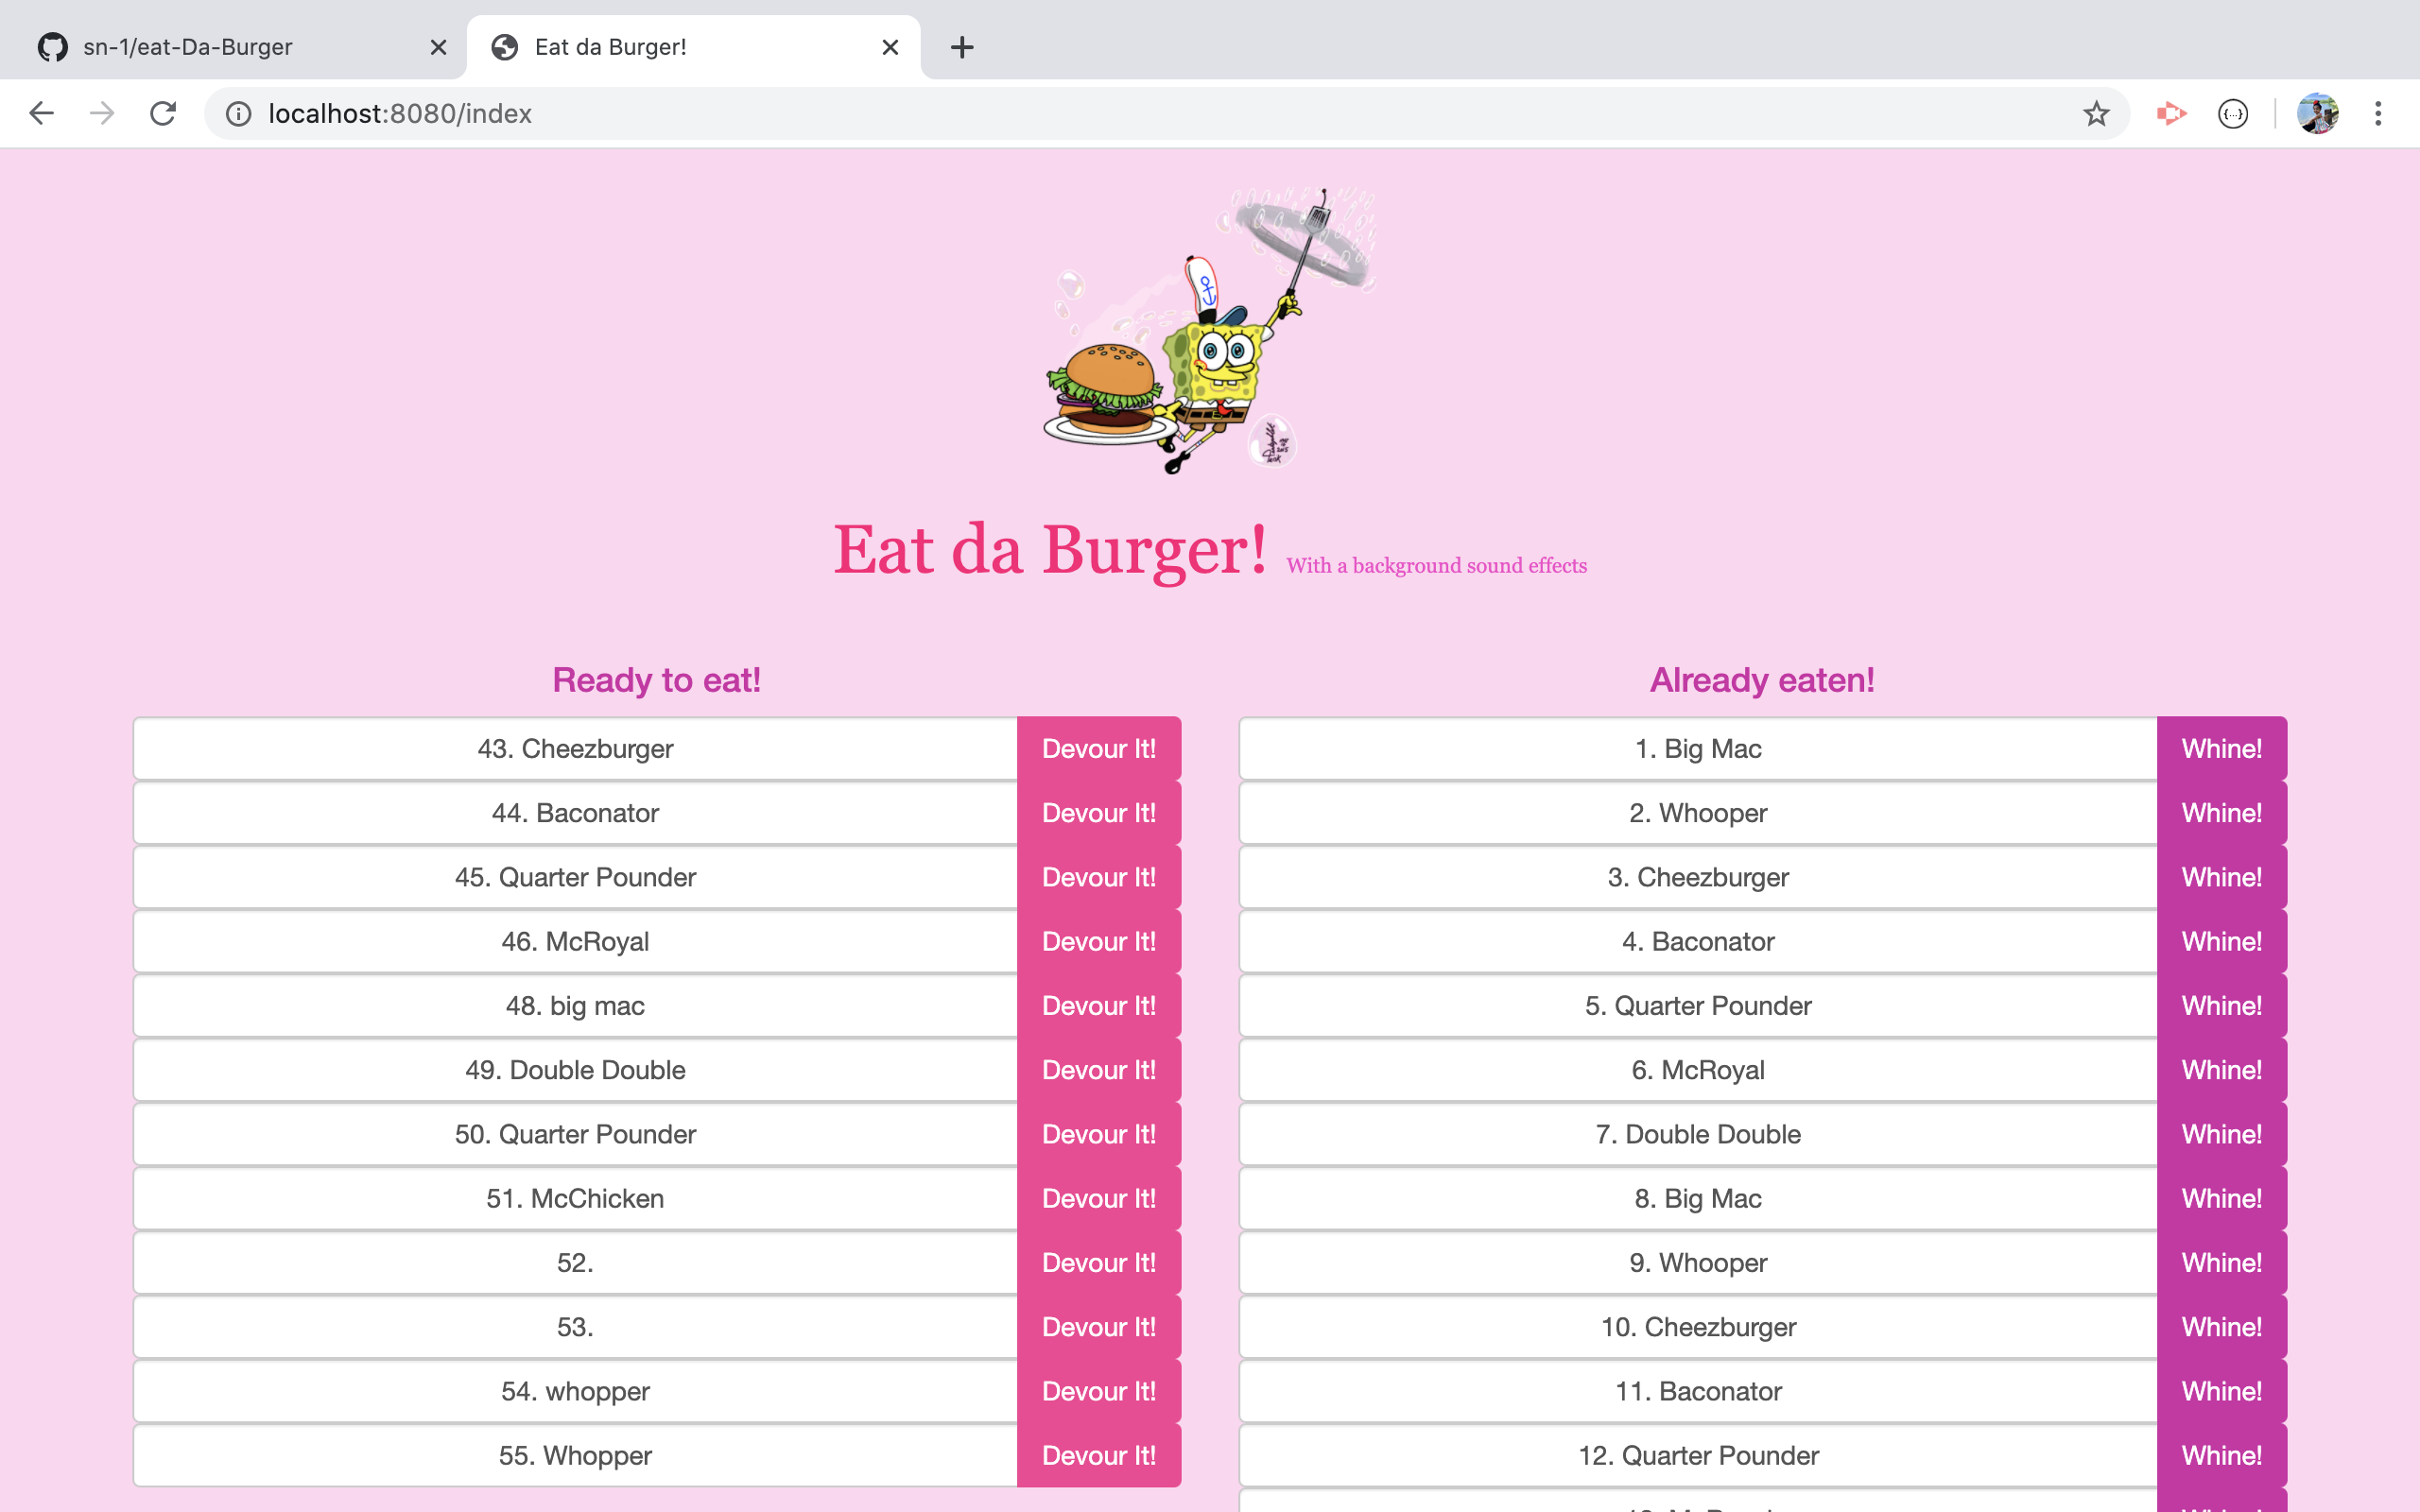 sn-1/eat-Da-Burger
Eat da Burger!
localhost:8080/index
Eat da Burger! With a background sound effects
Ready to eat!
43. Cheezburger Devour It!
44. Baconator Devour It!
45. Quarter Pounder Devour It!
46. McRoyal Devour It!
48. big mac Devour It!
49. Double Double Devour It!
50. Quarter Pounder Devour It!
51. McChicken Devour It!
52. Devour It!
53. Devour It!
54. whopper Devour It!
55. Whopper Devour It!
Already eaten!
1. Big Mac Whine!
2. Whooper Whine!
3. Cheezburger Whine!
4. Baconator Whine!
5. Quarter Pounder Whine!
6. McRoyal Whine!
7. Double Double Whine!
8. Big Mac Whine!
9. Whooper Whine!
10. Cheezburger Whine!
11. Baconator Whine!
12. Quarter Pounder Whine!